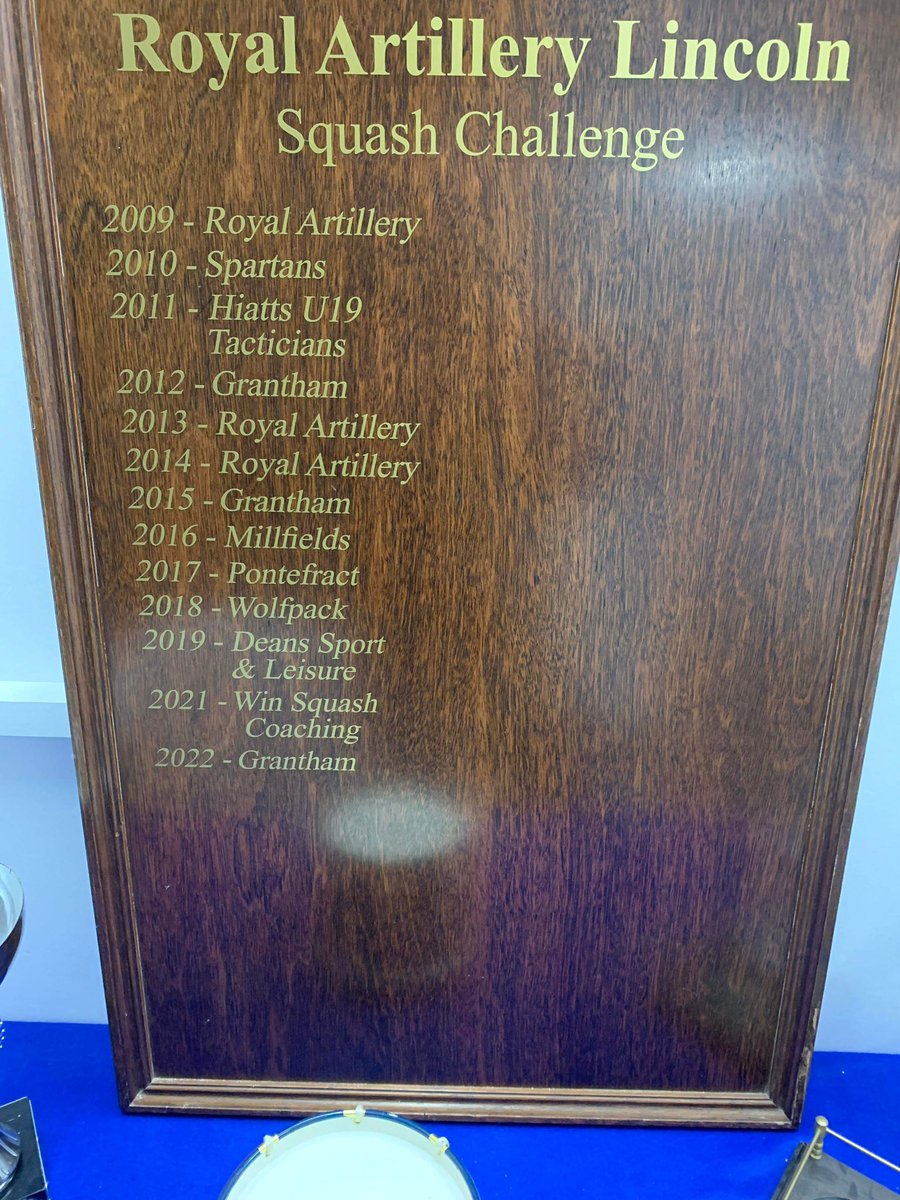 Royal Artillery Lincoln
Squash Challenge
2009 - Royal Artillery
2010 - Spartans
2011 - Hiatts U19
Tacticians
2012 - Grantham
2013 - Royal Artillery
2014 - Royal Artillery
2015 - Grantham
2016 - Millfields
2017 - Pontefract
2018 - Wolfpack
2019 - Deans Sport
& Leisure
2021 - Win Squash
Coaching
2022 - Grantham